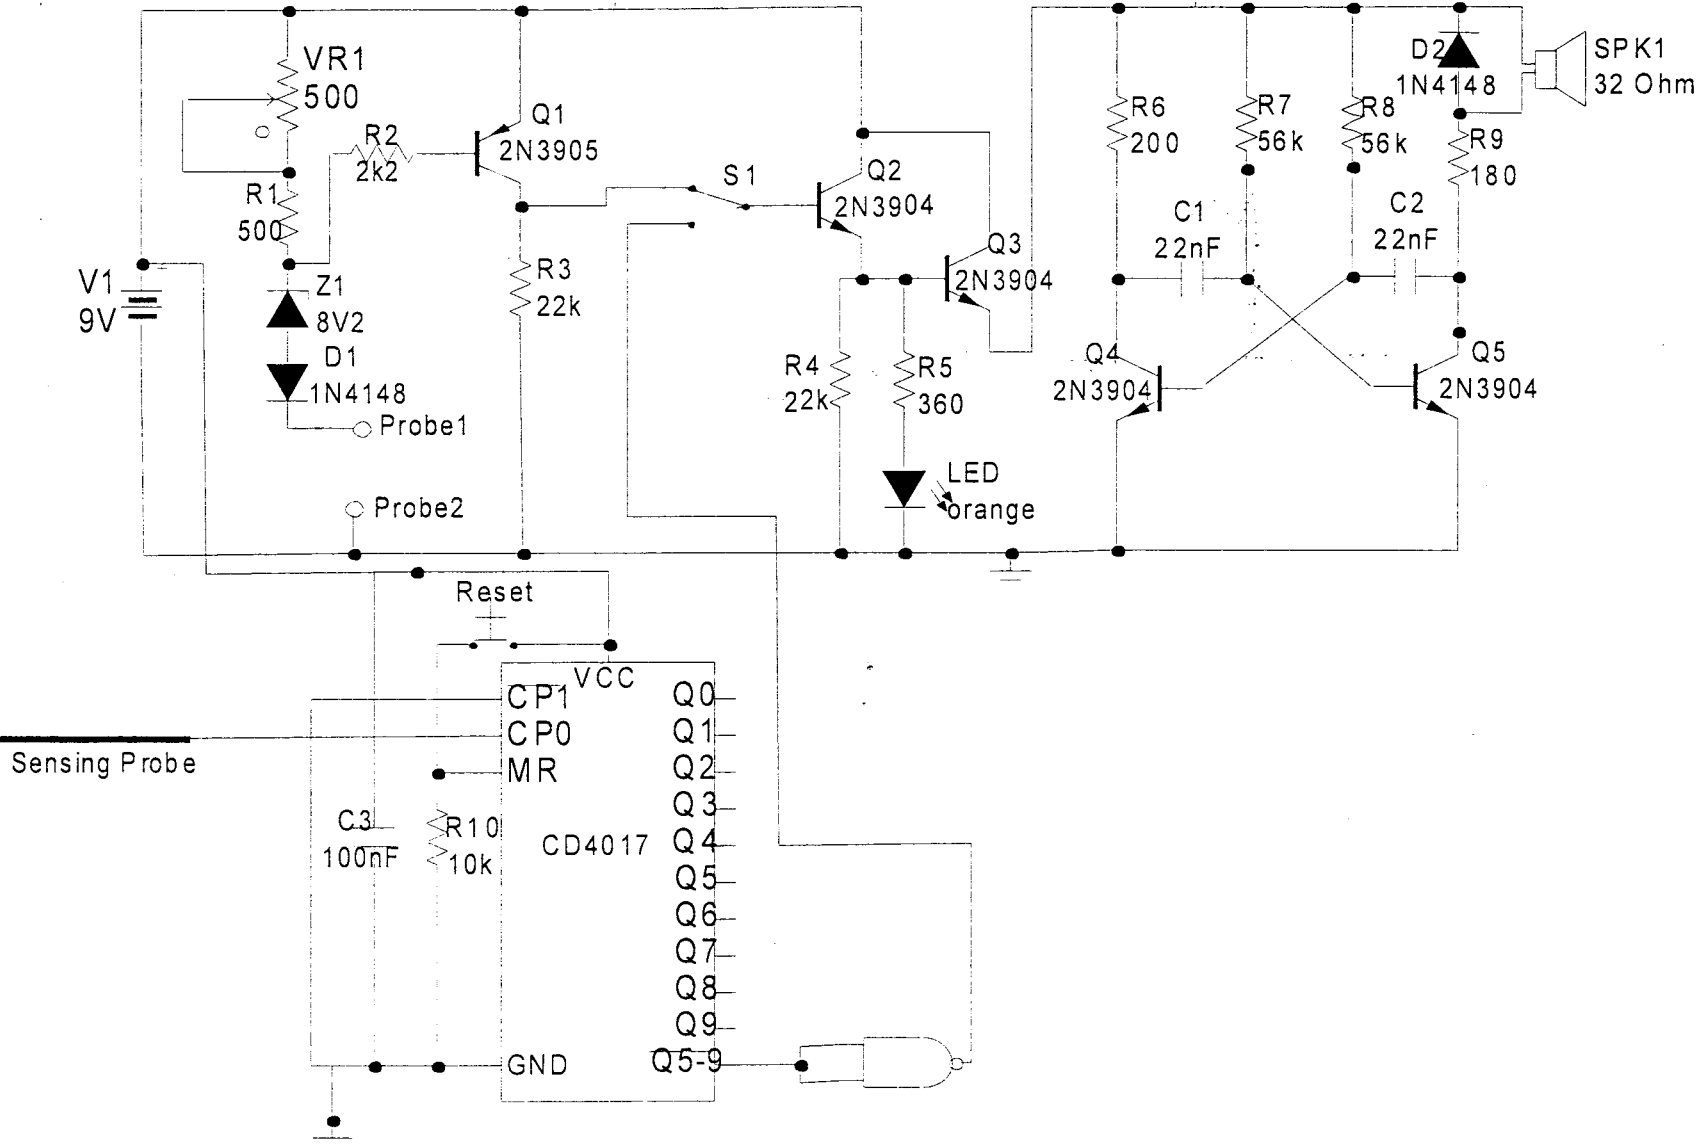 VR1
500
R1
500
R2
2k2
Q1
2N3905
V1
9V
Z1
8V2
D1
1N4148
Probe1
Probe2
R3
22k
S1
Q2
2N3904
Q3
2N3904
R4
22k
R5
360
LED
orange
R6
200
R7
56k
R8
56k
D2
1N4148
SPK1
32 Ohm
R9
180
C1
22nF
C2
22nF
Q4
2N3904
Q5
2N3904
Reset
VCC
CP1
CP0
MR
Sensing Probe
C3
100nF
R10
10k
CD4017
Q0
Q1
Q2
Q3
Q4
Q5
Q6
Q7
Q8
Q9
Q5-9
GND